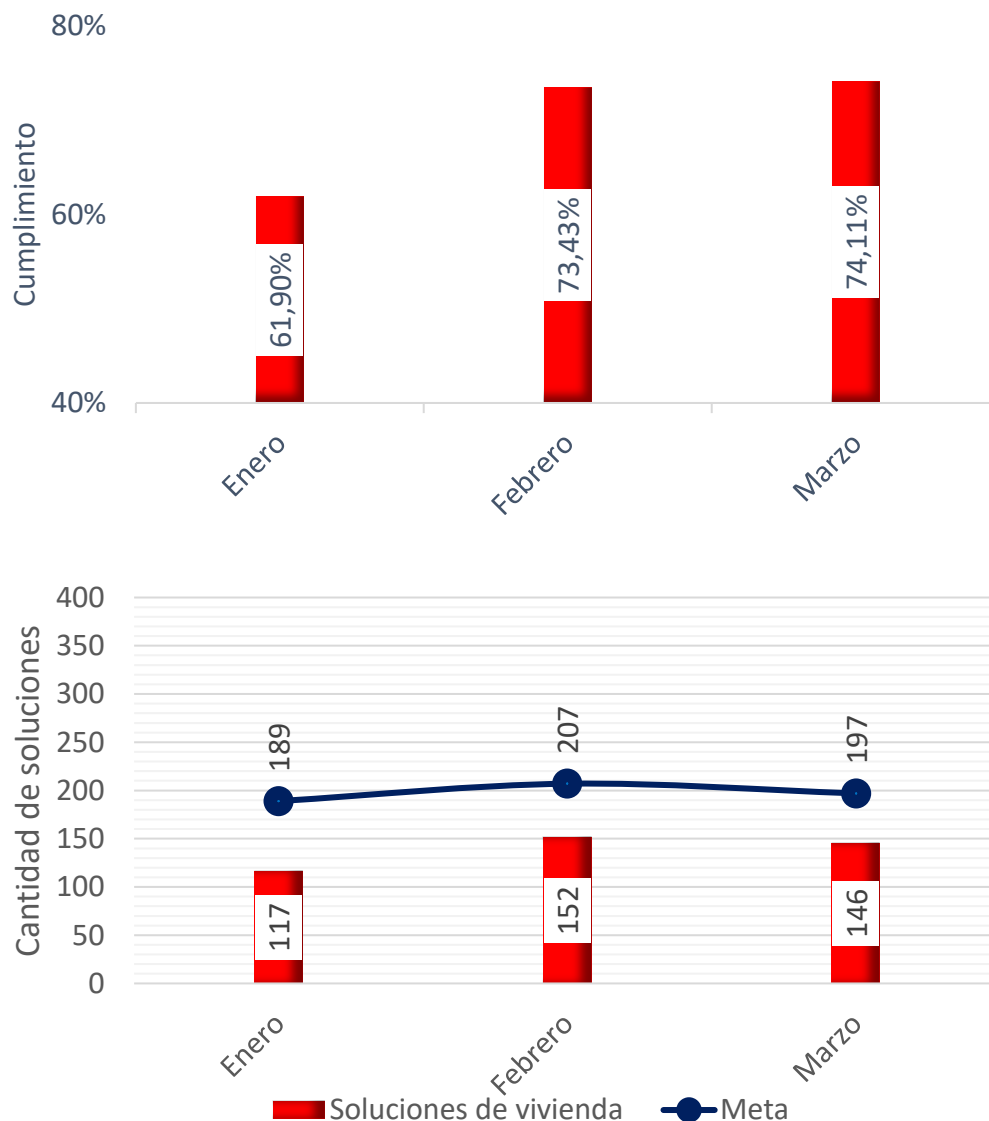 80%
60%
40%
Cumplimiento
61,90%
73,43%
74,11%
Enero
Febrero
Marzo
400
350
300
250
200
150
100
50
0
Cantidad de soluciones
189
207
197
117
152
146
Enero
Febrero
Marzo
Soluciones de vivienda
Meta